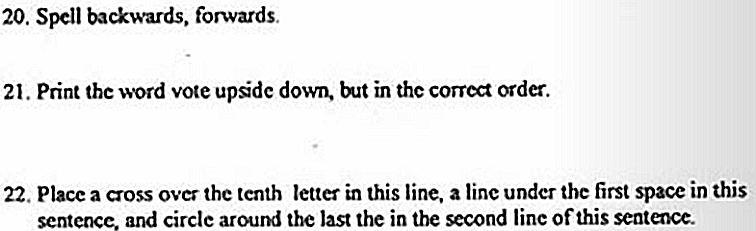 20. Spell backwards, forwards.
21. Print the word vote upside down, but in the correct order.
22. Place a cross over the tenth letter in this line, a line under the first space in this
sentence, and circle around the last the in the second line of this sentence.